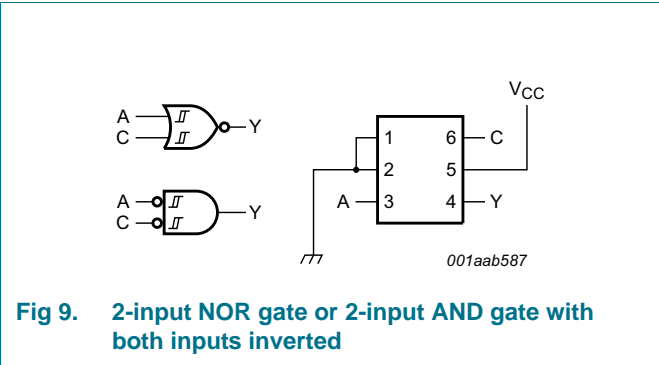 VCC
A
C
Y
1
6
C
2
5
A
3
4
Y
A
C
Y
001aab587
Fig 9. 2-input NOR gate or 2-input AND gate with
both inputs inverted